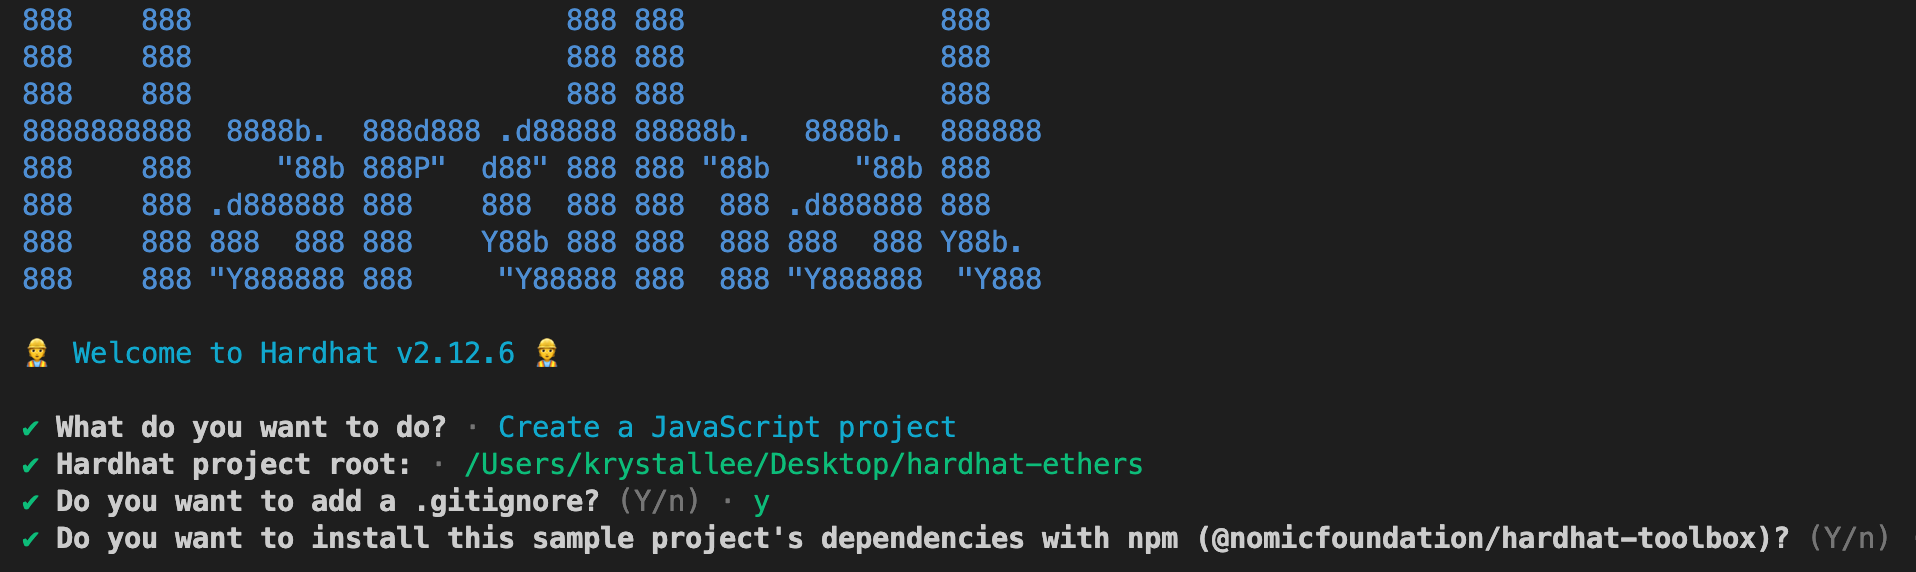 888    888                      888 888               888
888    888                      888 888               888
888    888                      888 888               888
8888888888  8888b.  888d888 .d88888 88888b.   8888b.  888888
888    888     "88b 888P"  d88" 888 888 "88b     "88b 888
888    888 .d888888 888    888  888 888  888 .d888888 888
888    888 888  888 888    Y88b 888 888  888 888  888 Y88b.
888    888 "Y888888 888     "Y88888 888  888 "Y888888  "Y888
👷 Welcome to Hardhat v2.12.6 👷
✔ What do you want to do? · Create a JavaScript project
✔ Hardhat project root: · /Users/krystallee/Desktop/hardhat-ethers
✔ Do you want to add a .gitignore? (Y/n) · y
✔ Do you want to install this sample project's dependencies with npm (@nomicfoundation/hardhat-toolbox)? (Y/n)